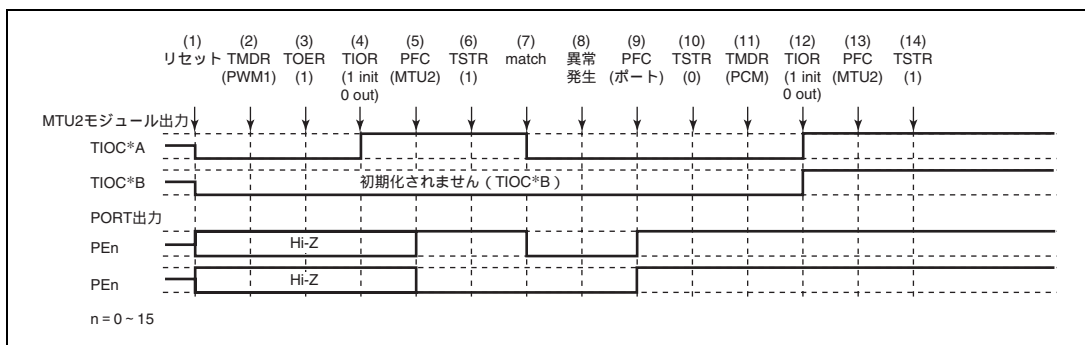 (1) (2) (3) (4) (5) (6) (7) (8) (9) (10) (11) (12) (13) (14)
リセット TMDR TOER TIOR PFC TSTR match 異常 PFC TSTR TMDR TIOR PFC TSTR
(PWM1) (1) (1 init (MTU2) (1) 発生 (ポート) (0) (PCM) (1 init (MTU2) (1)
0 out) 0 out)
MTU2モジュール出力
TIOC*A
TIOC*B 初期化されません(TIOC*B)
PORT出力
PEn Hi-Z
PEn Hi-Z
n = 0 ~ 15